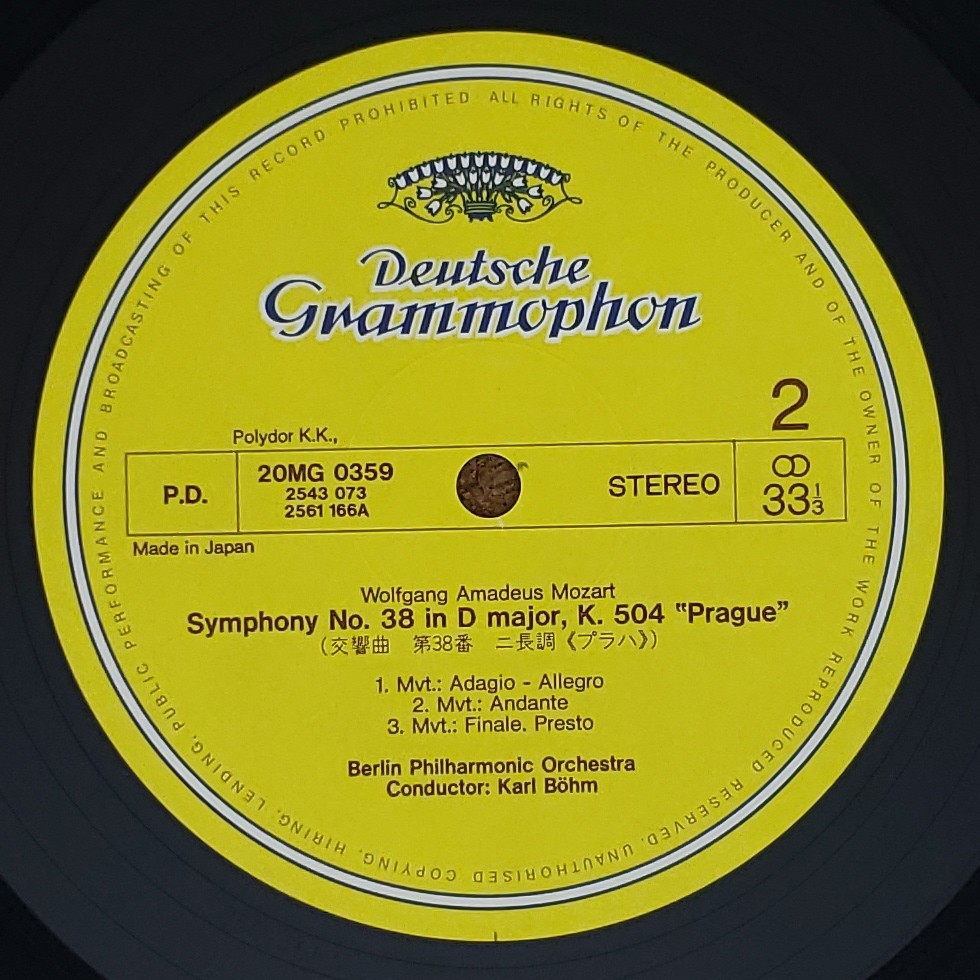 ALL RIGHTS OF THE PRODUCER AND OF THE OWNER OF THE WORK REPRODUCED RESERVED. UNAUTHORISED COPYING, HIRING, LENDING, PUBLIC PERFORMANCE AND BROADCASTING OF THIS RECORD PROHIBITED
Deutsche
Grammophon
2
Polydor K.K.,
P.D.
20MG 0359
2543 073
2561 166A
STEREO
33 1/3
Made in Japan
Wolfgang Amadeus Mozart
Symphony No. 38 in D major, K. 504 "Prague"
(交響曲 第38番 ニ長調《プラハ》)
1. Mvt.: Adagio - Allegro
2. Mvt.: Andante
3. Mvt.: Finale. Presto
Berlin Philharmonic Orchestra
Conductor: Karl Böhm